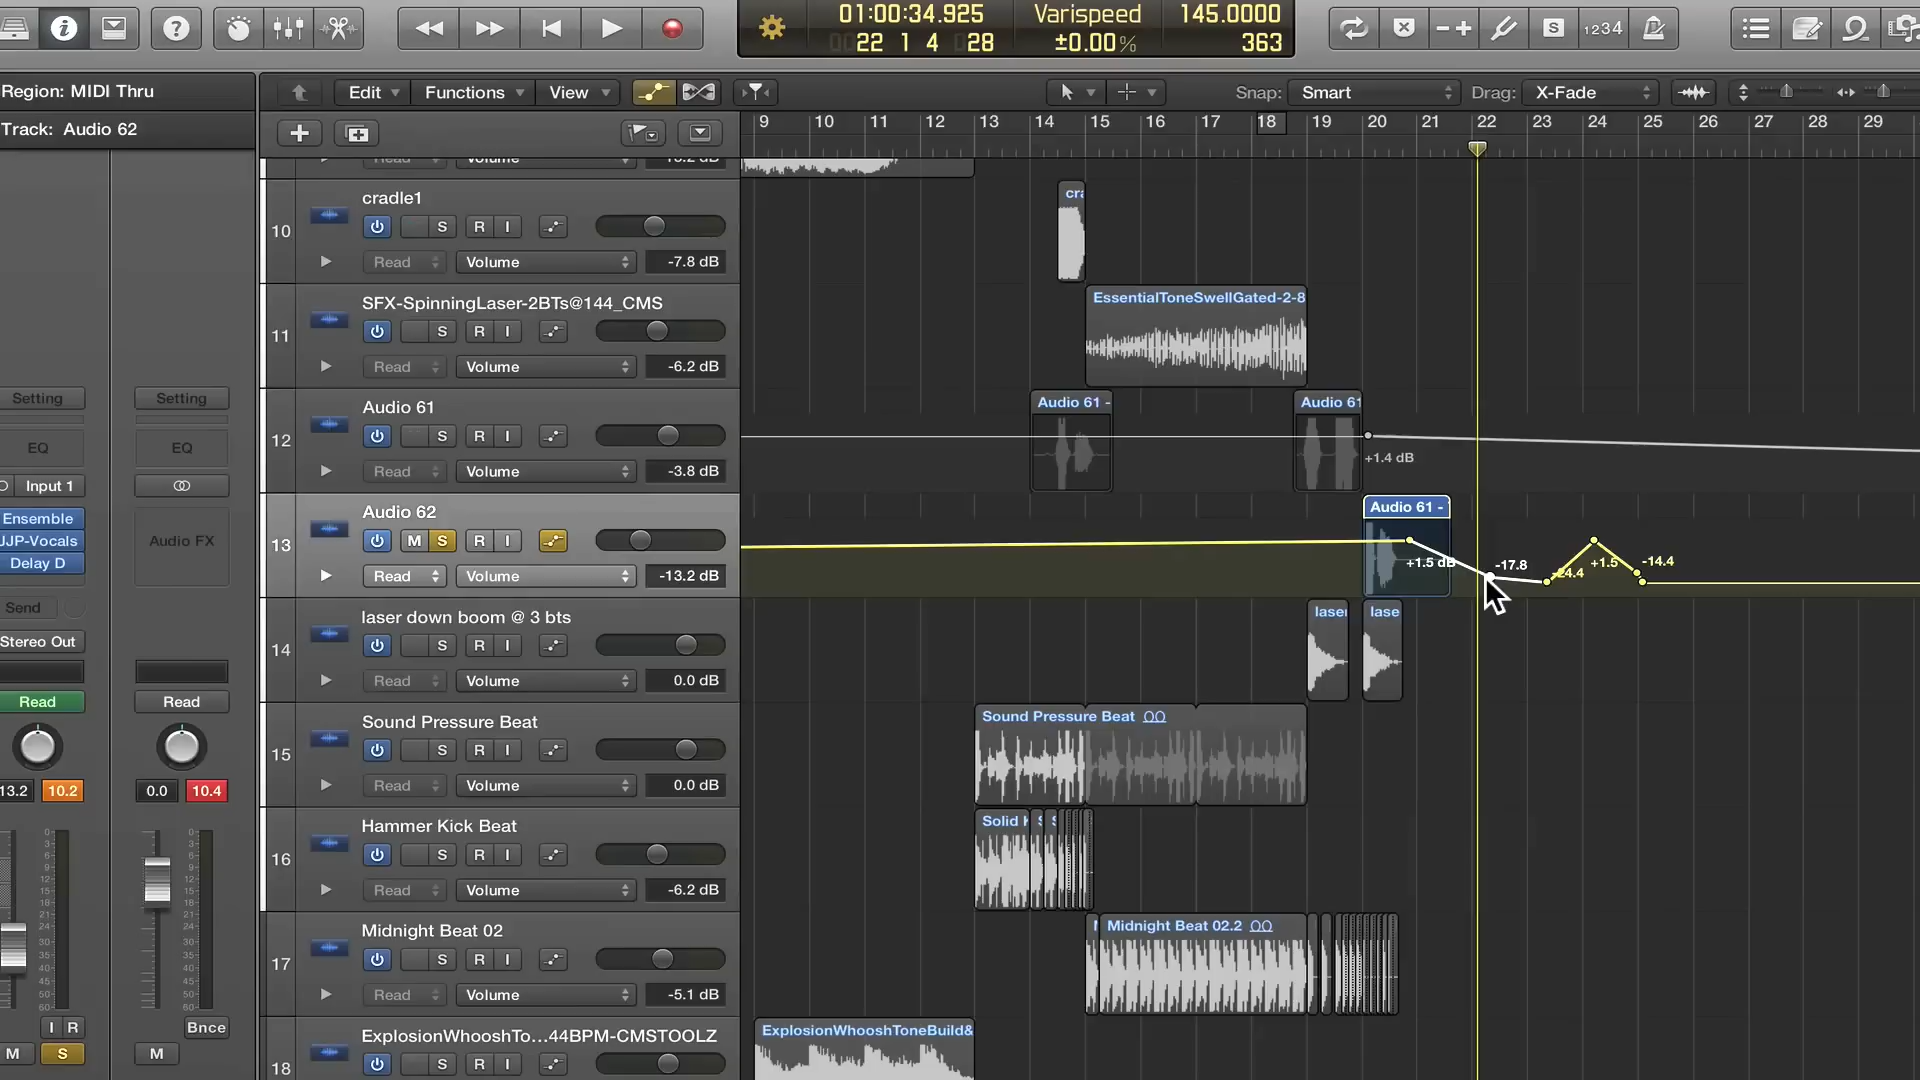 01:00:34.925
22 1 4 28
Varispeed
±0.00 %
145.0000
363
S
1234
Region: MIDI Thru
Track: Audio 62
Edit
Functions
View
Snap: Smart
Drag: X-Fade
9 10 11 12 13 14 15 16 17 18 19 20 21 22 23 24 25 26 27 28 29
10
cradle1
S R I
Read Volume -7.8 dB
cra
11
SFX-SpinningLaser-2BTs@144_CMS
S R I
Read Volume -6.2 dB
EssentialToneSwellGated-2-8
12
Audio 61
S R I
Read Volume -3.8 dB
Audio 61 -
Audio 61
+1.4 dB
13
Audio 62
M S R I
Read Volume -13.2 dB
Audio 61 -
+1.5 dB
-17.8
-24.4
+1.5
-14.4
14
laser down boom @ 3 bts
S R I
Read Volume 0.0 dB
laser
lase
15
Sound Pressure Beat
S R I
Read Volume 0.0 dB
Sound Pressure Beat
16
Hammer Kick Beat
S R I
Read Volume -6.2 dB
Solid K S S
17
Midnight Beat 02
S R I
Read Volume -5.1 dB
Midnight Beat 02.2
18
ExplosionWhooshTo...44BPM-CMSTOOLZ
S R I
ExplosionWhooshToneBuild&
Setting Setting
EQ EQ
Input 1
Ensemble
JJP-Vocals
Delay D
Audio FX
Send
Stereo Out
Read Read
13.2 10.2 0.0 10.4
I R
Bnce
M S M